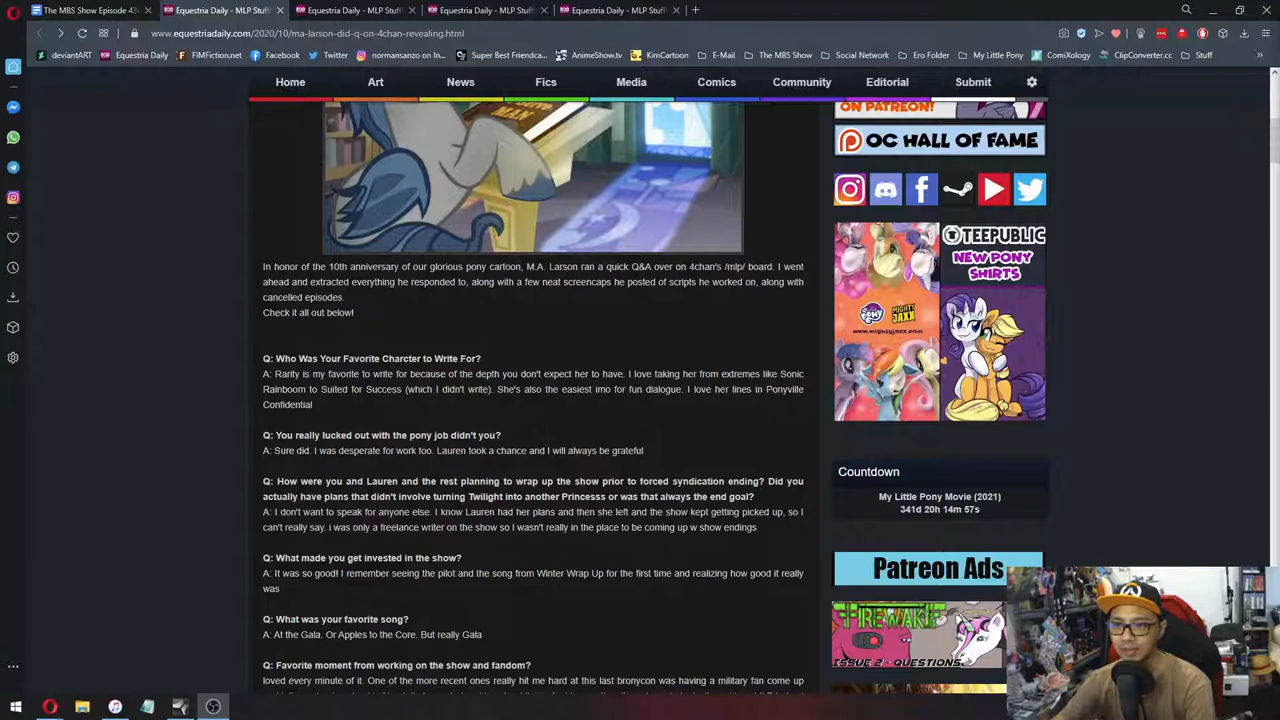 The MBS Show Episode 43
Equestria Daily - MLP Stuff!
Equestria Daily - MLP Stuff!
Equestria Daily - MLP Stuff!
Equestria Daily - MLP Stuff!
www.equestriadaily.com/2020/10/ma-larson-did-q-on-4chan-revealing.html
deviantART
Equestria Daily
FIMFiction.net
Facebook
Twitter
normansanzo on In...
Super Best Friendca...
AnimeShow.tv
KimCartoon
E-Mail
The MBS Show
Social Network
Ero Folder
My Little Pony
ComiXology
ClipConverter.cc
Stuff
Home
Art
News
Fics
Media
Comics
Community
Editorial
Submit
ON PATREON!
MAN
OC HALL OF FAME
TEEPUBLIC
NEW PONY
SHIRTS
MIGHTY
JAXX
www.mightyjaxx.com
In honor of the 10th anniversary of our glorious pony cartoon, M.A. Larson ran a quick Q&A over on 4chan's /mlp/ board. I went
ahead and extracted everything he responded to, along with a few neat screencaps he posted of scripts he worked on, along with
cancelled episodes.
Check it all out below!
Q: Who Was Your Favorite Charcter to Write For?
A: Rarity is my favorite to write for because of the depth you don't expect her to have. I love taking her from extremes like Sonic
Rainboom to Suited for Success (which I didn't write). She's also the easiest imo for fun dialogue. I love her lines in Ponyville
Confidential
Q: You really lucked out with the pony job didn't you?
A: Sure did. I was desperate for work too. Lauren took a chance and I will always be grateful
Q: How were you and Lauren and the rest planning to wrap up the show prior to forced syndication ending? Did you
actually have plans that didn't involve turning Twilight into another Princesss or was that always the end goal?
A: I don't want to speak for anyone else. I know Lauren had her plans and then she left and the show kept getting picked up, so I
can't really say. i was only a freelance writer on the show so I wasn't really in the place to be coming up w show endings
Q: What made you get invested in the show?
A: It was so good! I remember seeing the pilot and the song from Winter Wrap Up for the first time and realizing how good it really
was
Q: What was your favorite song?
A: At the Gala. Or Apples to the Core. But really Gala
Q: Favorite moment from working on the show and fandom?
loved every minute of it. One of the more recent ones really hit me hard at this last bronycon was having a military fan come up
Countdown
My Little Pony Movie (2021)
341d 20h 14m 57s
Patreon Ads
FIREWAKE
ISSUE 2 - QUESTIONS